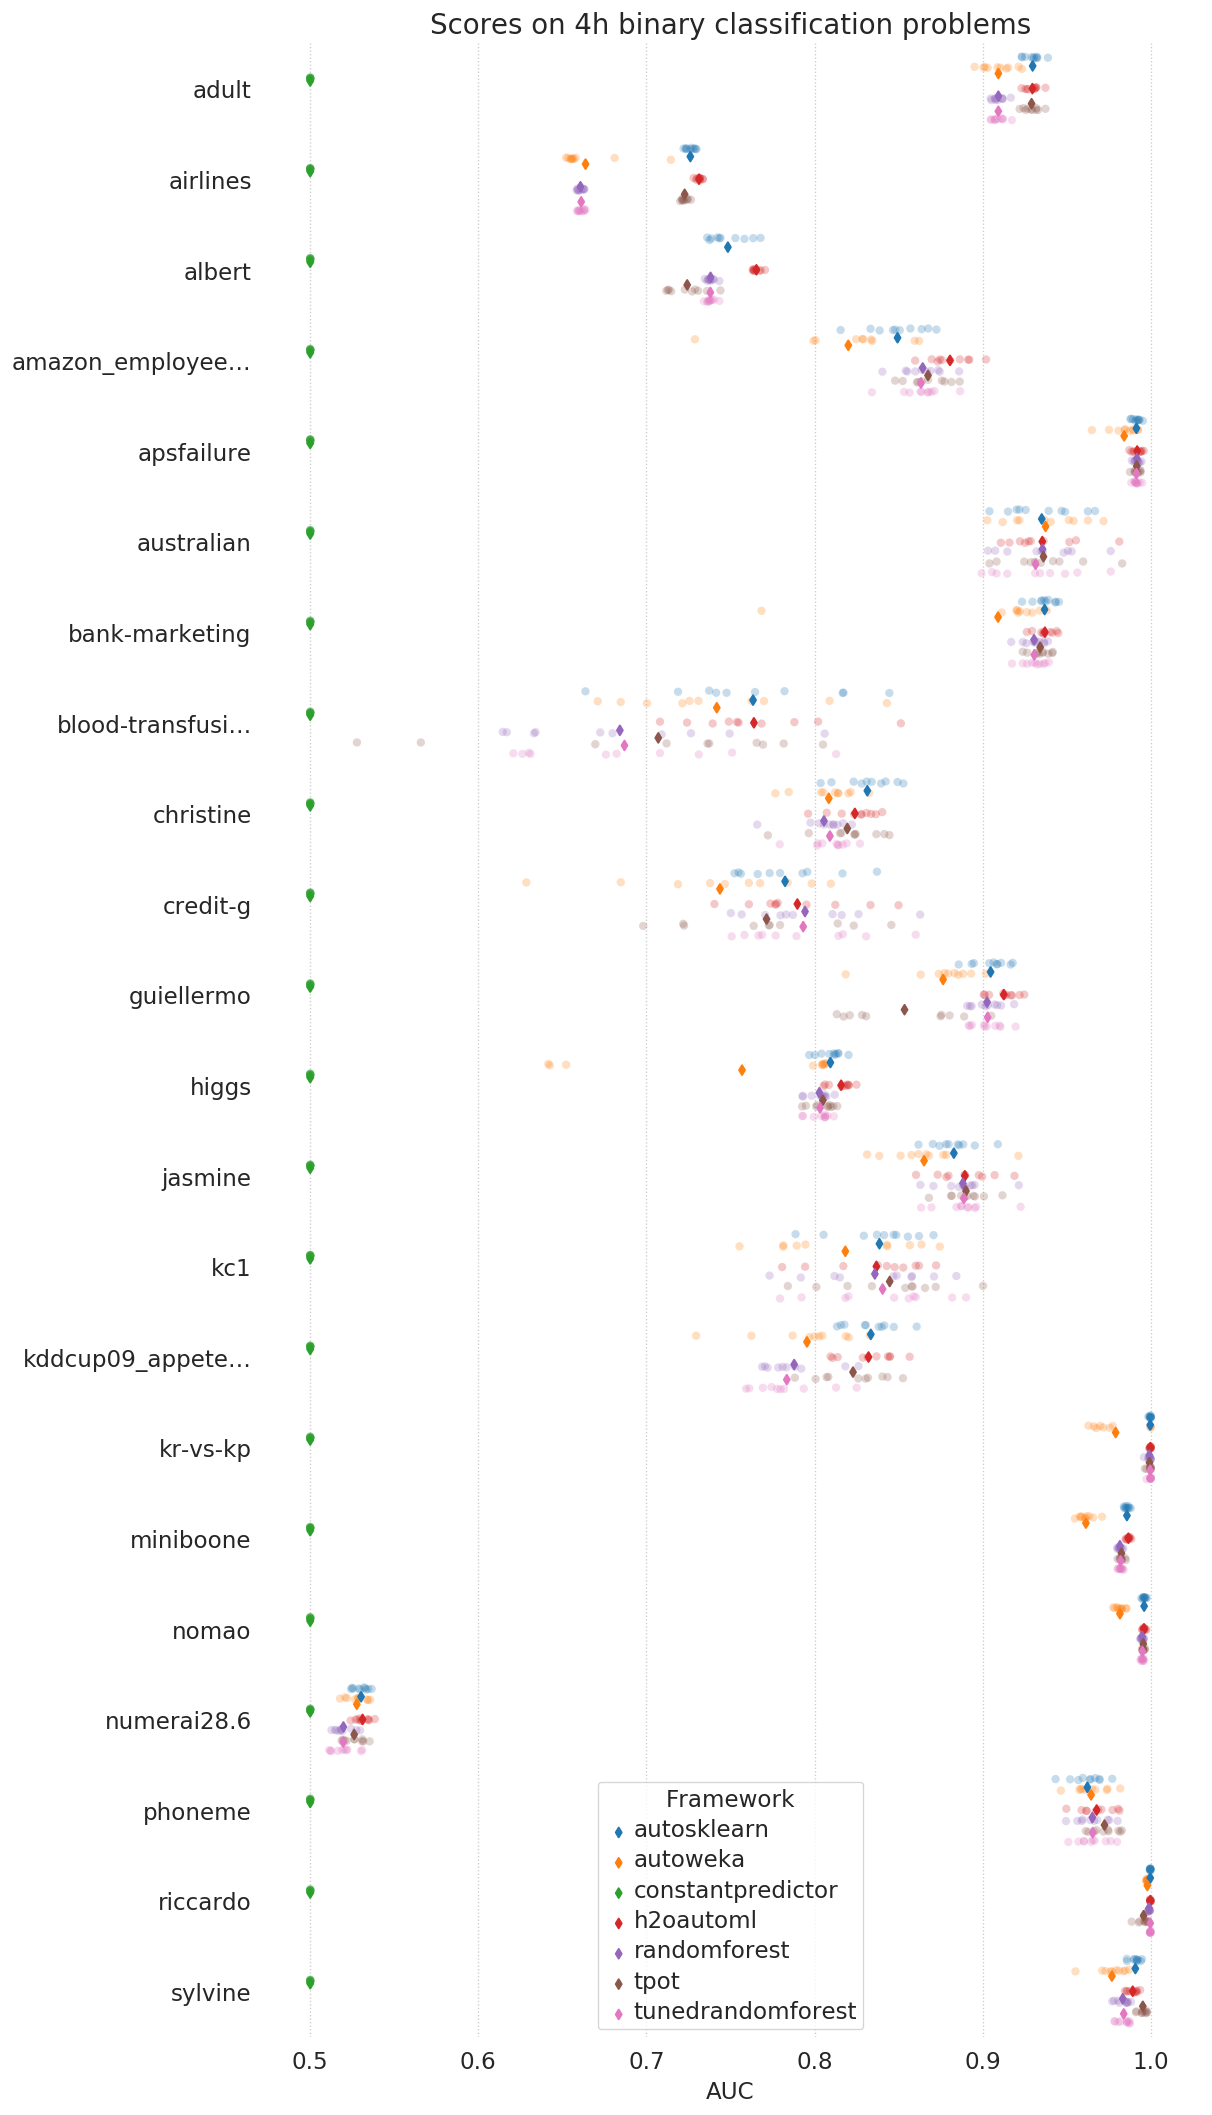 Scores on 4h binary classification problems
adult
airlines
albert
amazon_employee…
apsfailure
australian
bank-marketing
blood-transfusi…
christine
credit-g
guiellermo
higgs
jasmine
kc1
kddcup09_appete…
kr-vs-kp
miniboone
nomao
numerai28.6
phoneme
riccardo
sylvine
Framework
autosklearn
autoweka
constantpredictor
h2oautoml
randomforest
tpot
tunedrandomforest
0.5 0.6 0.7 0.8 0.9 1.0
AUC